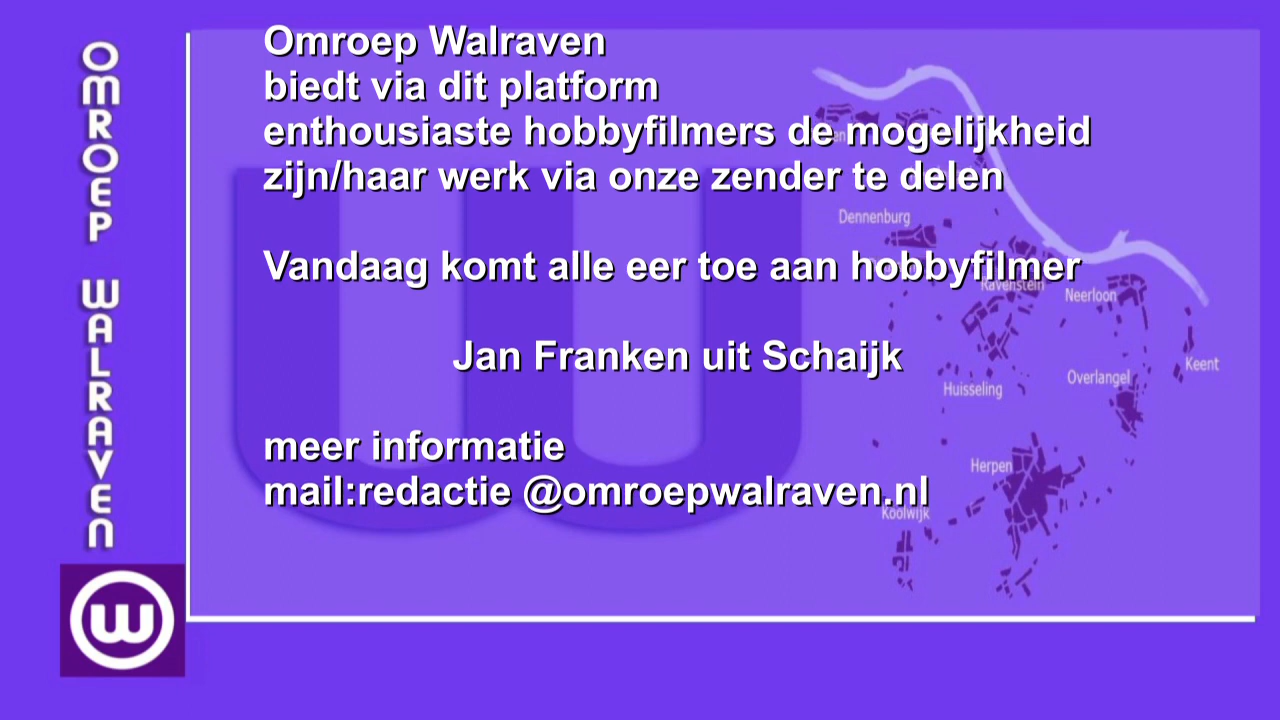 OMROEP WALRAVEN
W
Omroep Walraven
biedt via dit platform
enthousiaste hobbyfilmers de mogelijkheid
zijn/haar werk via onze zender te delen
Vandaag komt alle eer toe aan hobbyfilmer
Jan Franken uit Schaijk
meer informatie
mail:redactie @omroepwalraven.nl
Dennenburg
Ravenstein
Neerloon
Keent
Overlangel
Huisseling
Herpen
Koolwijk